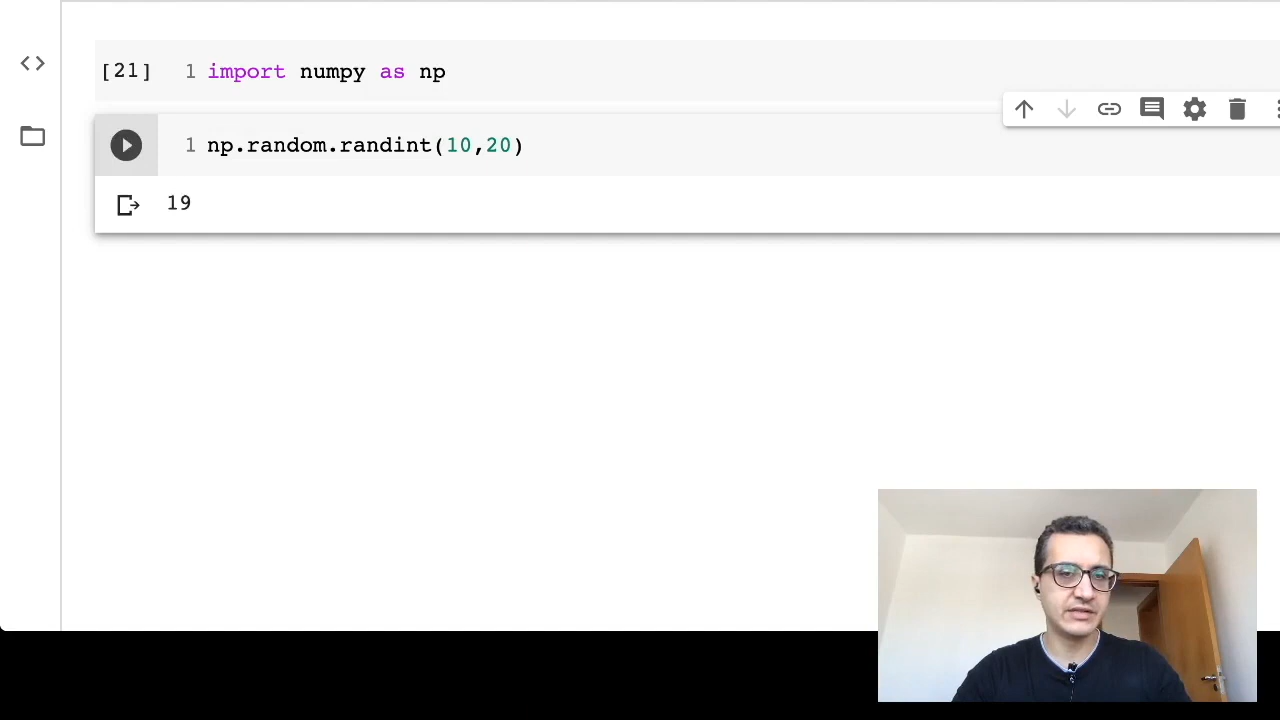 [21] 1 import numpy as np
1 np.random.randint(10,20)
19